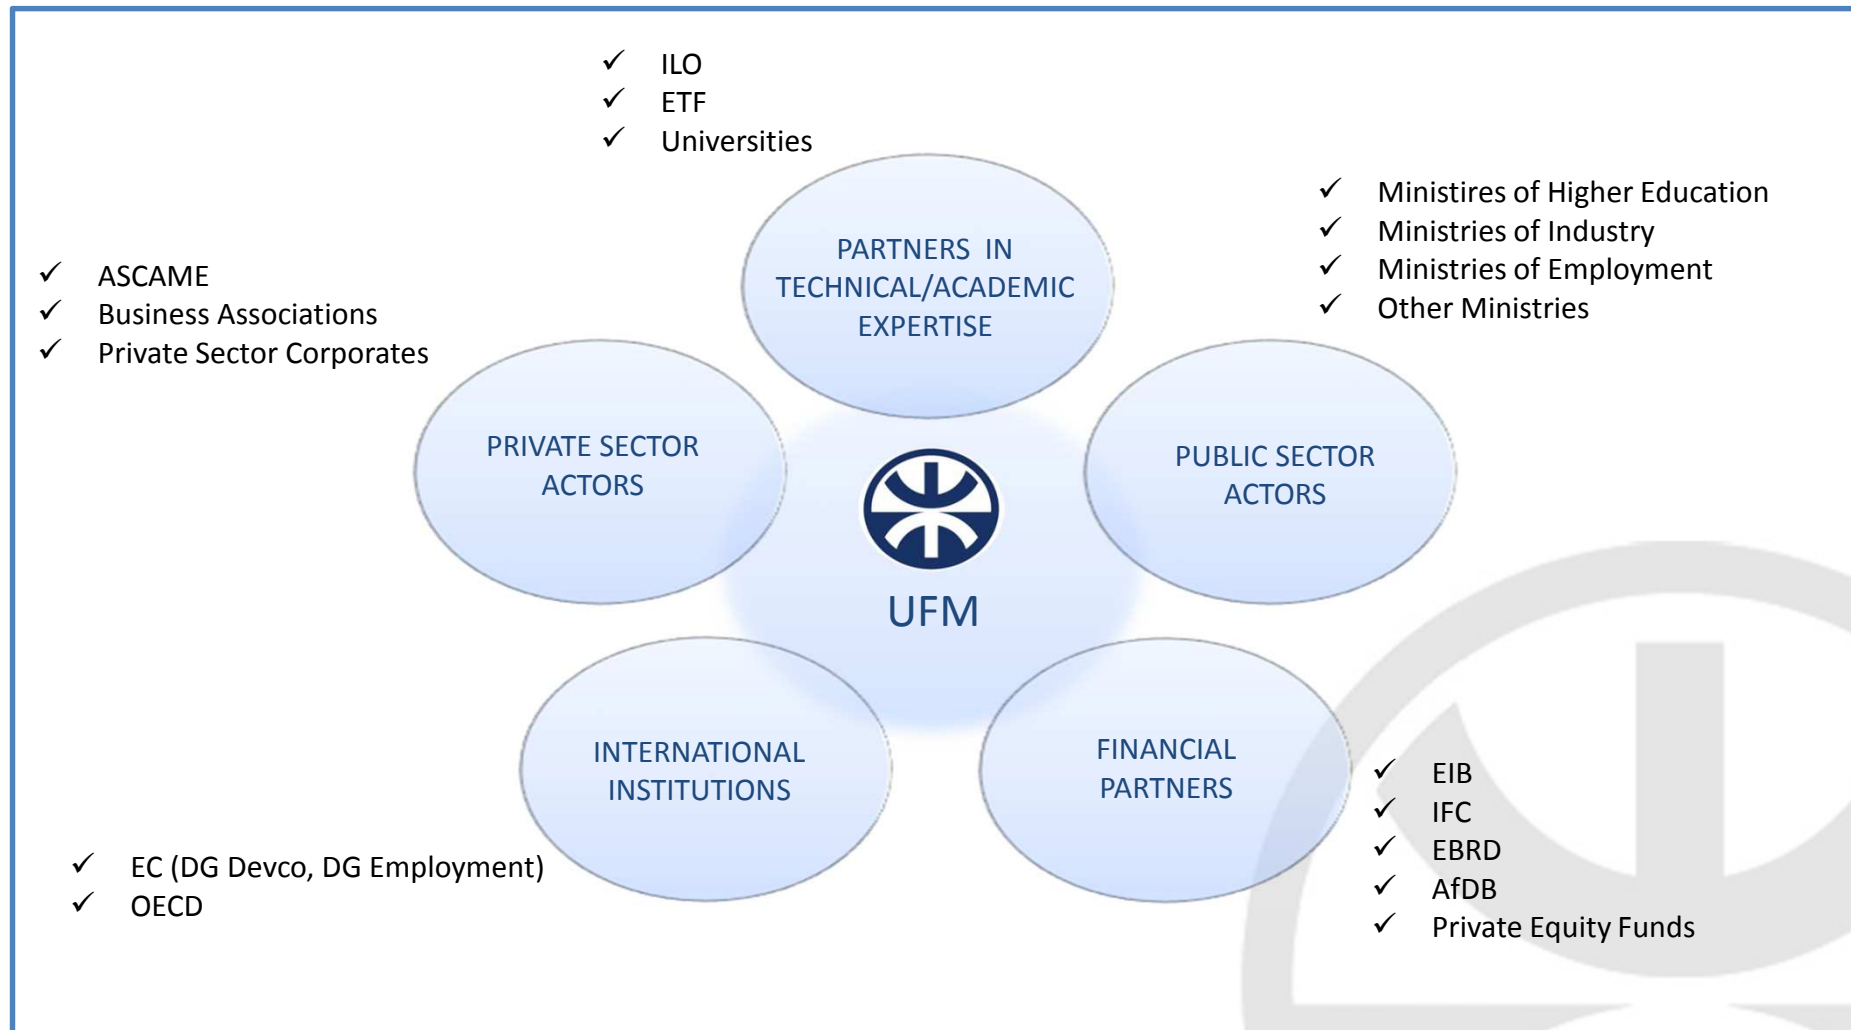 ILO
ETF
Universities
Ministires of Higher Education
Ministries of Industry
Ministries of Employment
Other Ministries
PARTNERS IN
TECHNICAL/ACADEMIC
EXPERTISE
ASCAME
Business Associations
Private Sector Corporates
PRIVATE SECTOR
ACTORS
PUBLIC SECTOR
ACTORS
UFM
INTERNATIONAL
INSTITUTIONS
FINANCIAL
PARTNERS
EIB
IFC
EBRD
AfDB
Private Equity Funds
EC (DG Devco, DG Employment)
OECD